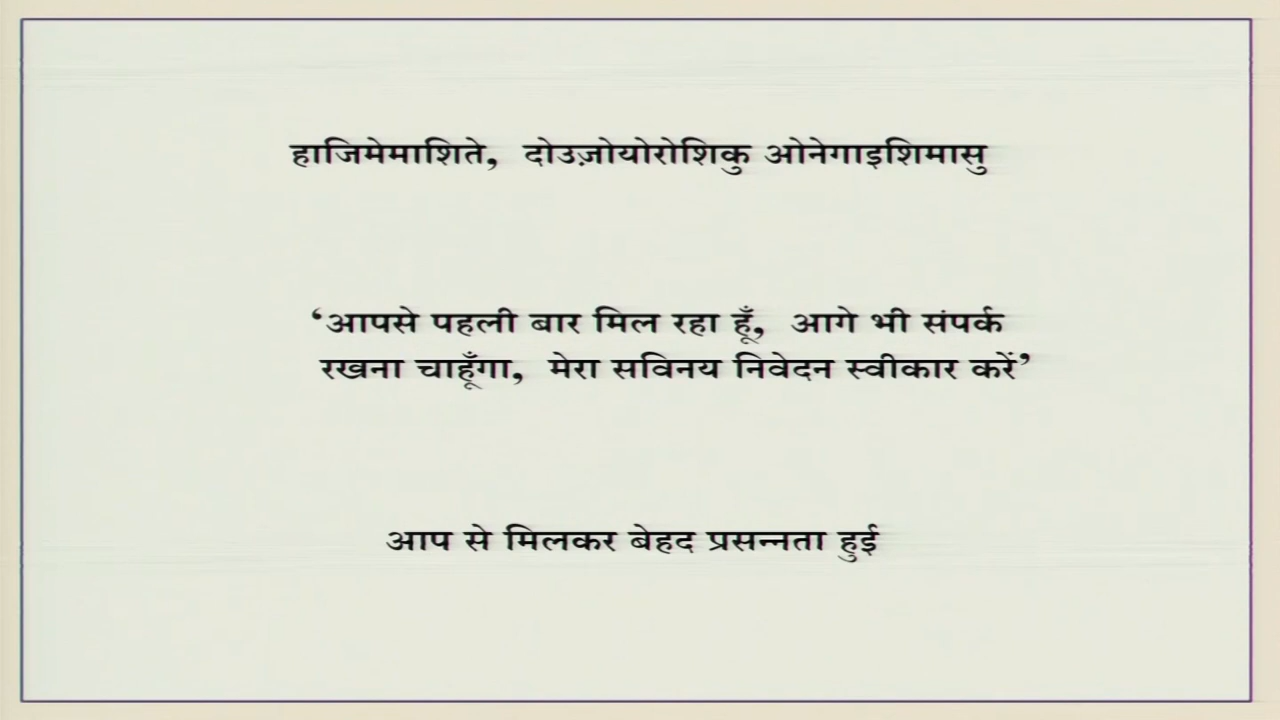 हाजिमेमाशिते, दोउज़ोयोरोशिकु ओनेगाइशिमासु
‘आपसे पहली बार मिल रहा हूँ, आगे भी संपर्क
रखना चाहूँगा, मेरा सविनय निवेदन स्वीकार करें’
आप से मिलकर बेहद प्रसन्नता हुई